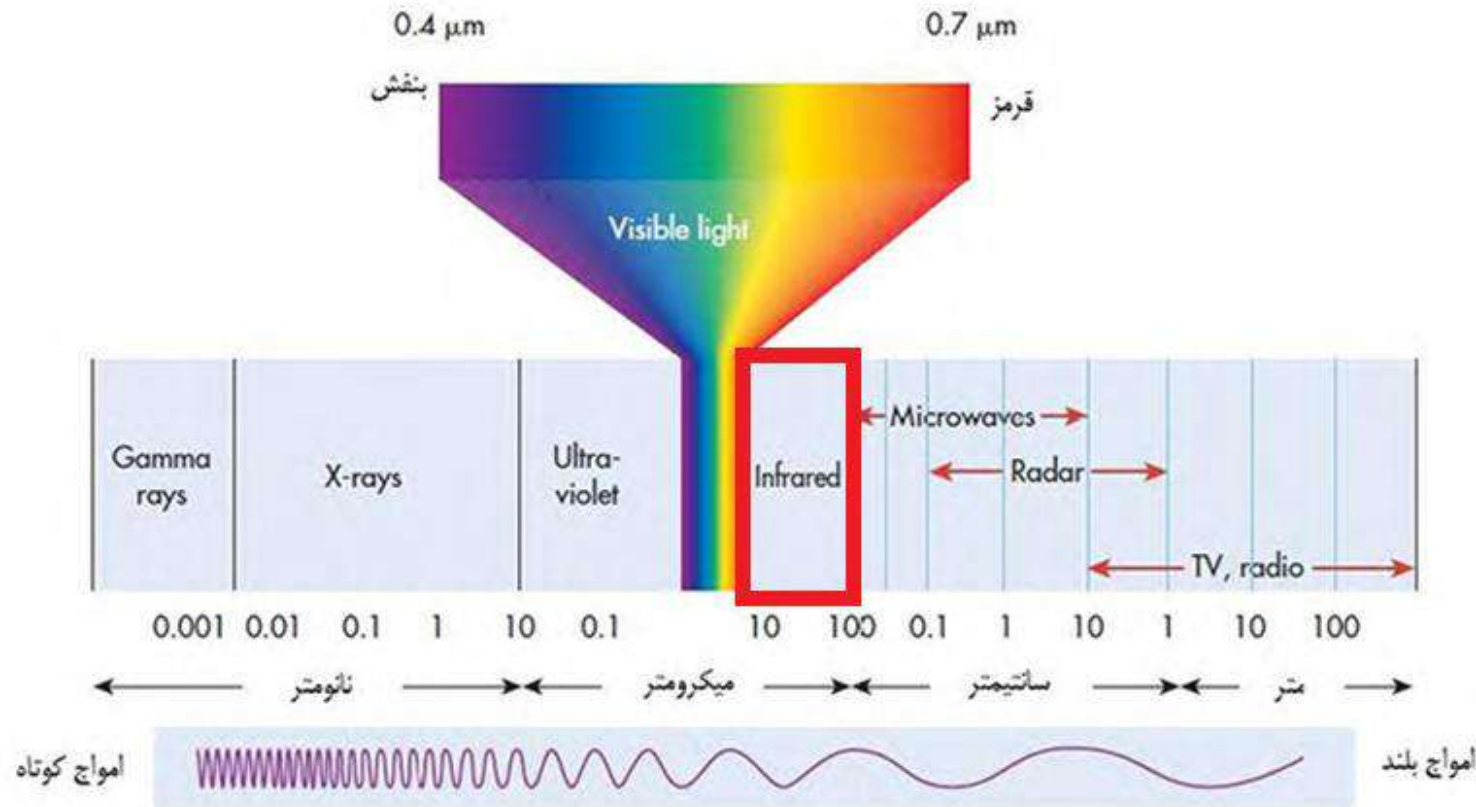 0.4 μm
0.7 μm
بنفش
قرمز
Visible light
Gamma
rays
X-rays
Ultra-
violet
Infrared
Microwaves
Radar
TV, radio
0.001 0.01 0.1 1 10 0.1 10 100 0.1 1 10 1 10 100
نانومتر
میکرومتر
سانتیمتر
متر
امواج کوتاه
امواج بلند